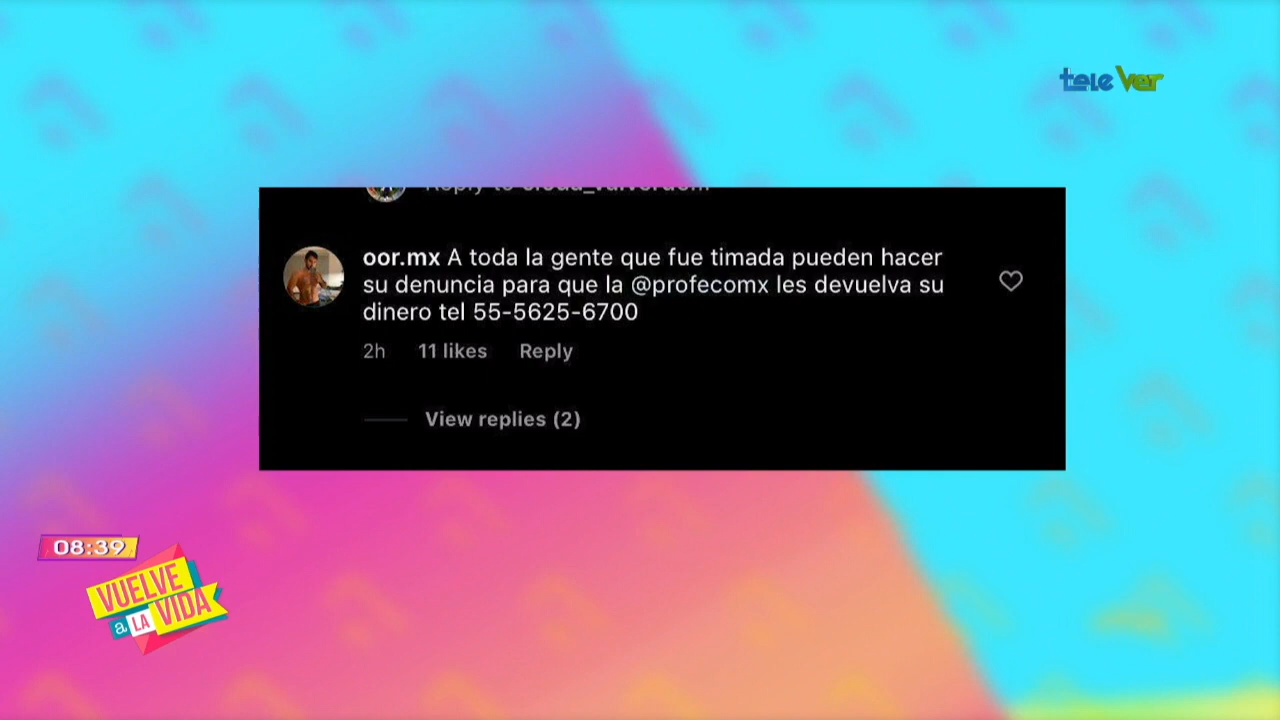 tele Ver
oor.mx A toda la gente que fue timada pueden hacer
su denuncia para que la @profecomx les devuelva su
dinero tel 55-5625-6700
2h 11 likes Reply
View replies (2)
08:39
VUELVE
a LA VIDA